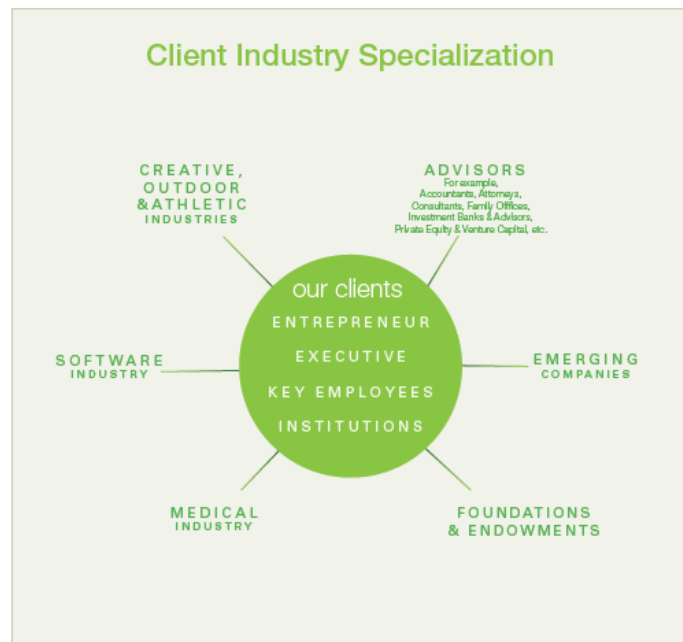 Client Industry Specialization
CREATIVE,
OUTDOOR
&ATHLETIC
INDUSTRIES
ADVISORS
For example,
Accountants, Attorneys,
Consultants, Family Offices,
Investment Banks & Advisors,
Private Equity & Venture Capital, etc.
our clients
ENTREPRENEUR
EXECUTIVE
KEY EMPLOYEES
INSTITUTIONS
SOFTWARE
INDUSTRY
EMERGING
COMPANIES
MEDICAL
INDUSTRY
FOUNDATIONS
& ENDOWMENTS